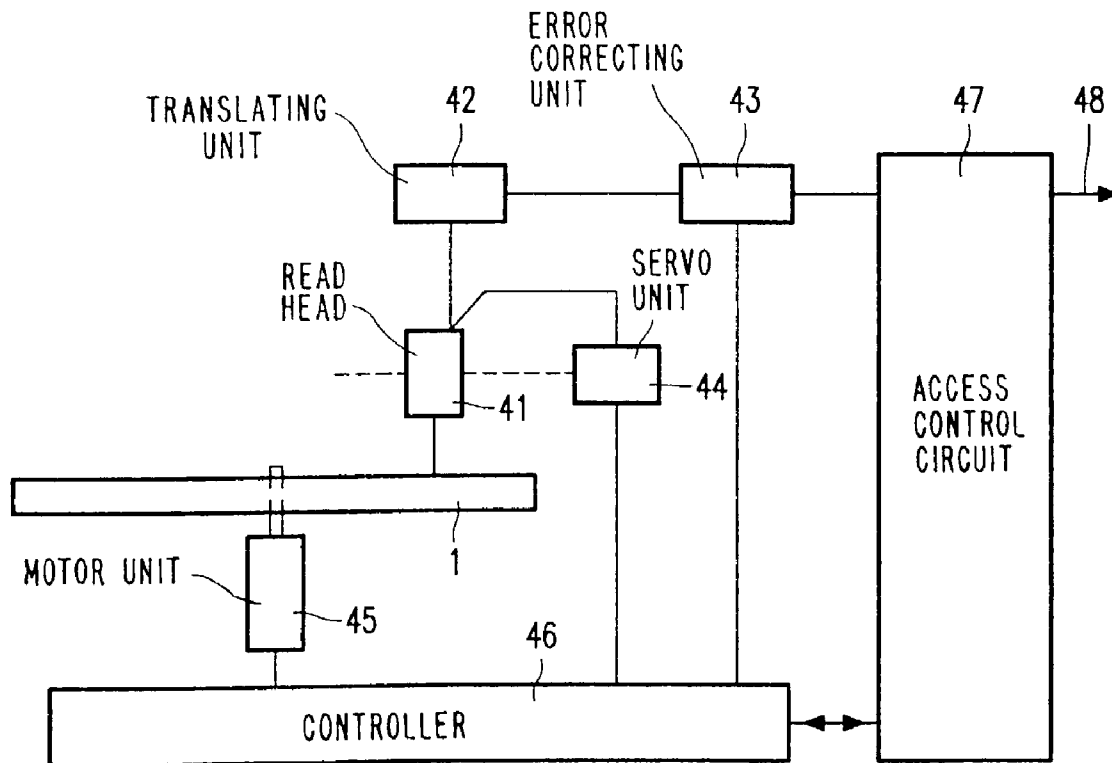 ERROR
CORRECTING
UNIT
TRANSLATING
UNIT
42
43
47
48
READ
HEAD
SERVO
UNIT
41
44
ACCESS
CONTROL
CIRCUIT
1
MOTOR UNIT
45
46
CONTROLLER